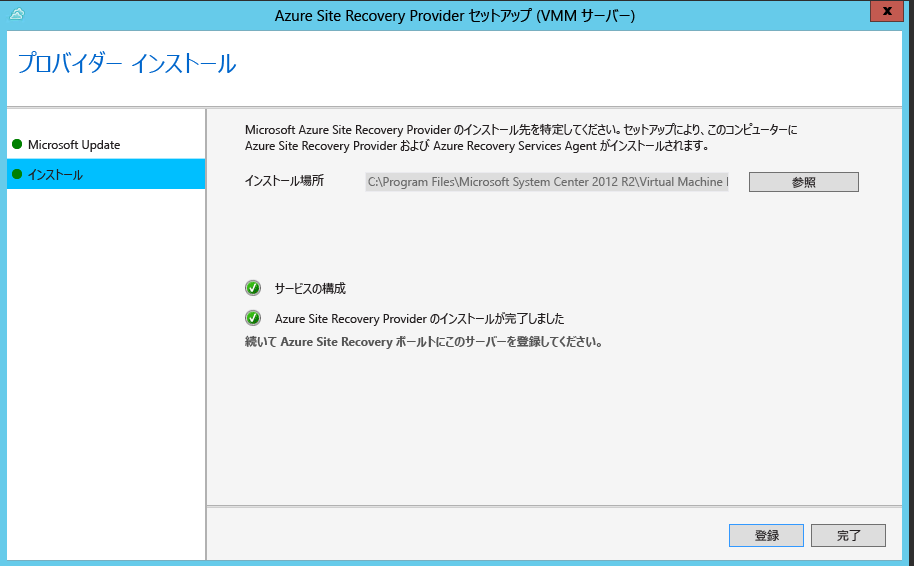 Azure Site Recovery Provider セットアップ (VMM サーバー)
プロバイダー インストール
Microsoft Update
インストール
Microsoft Azure Site Recovery Provider のインストール先を特定してください。セットアップにより、このコンピューターに
Azure Site Recovery Provider および Azure Recovery Services Agent がインストールされます。
インストール場所
C:\Program Files\Microsoft System Center 2012 R2\Virtual Machine
参照
サービスの構成
Azure Site Recovery Provider のインストールが完了しました
続いて Azure Site Recovery ボールトにこのサーバーを登録してください。
登録
完了